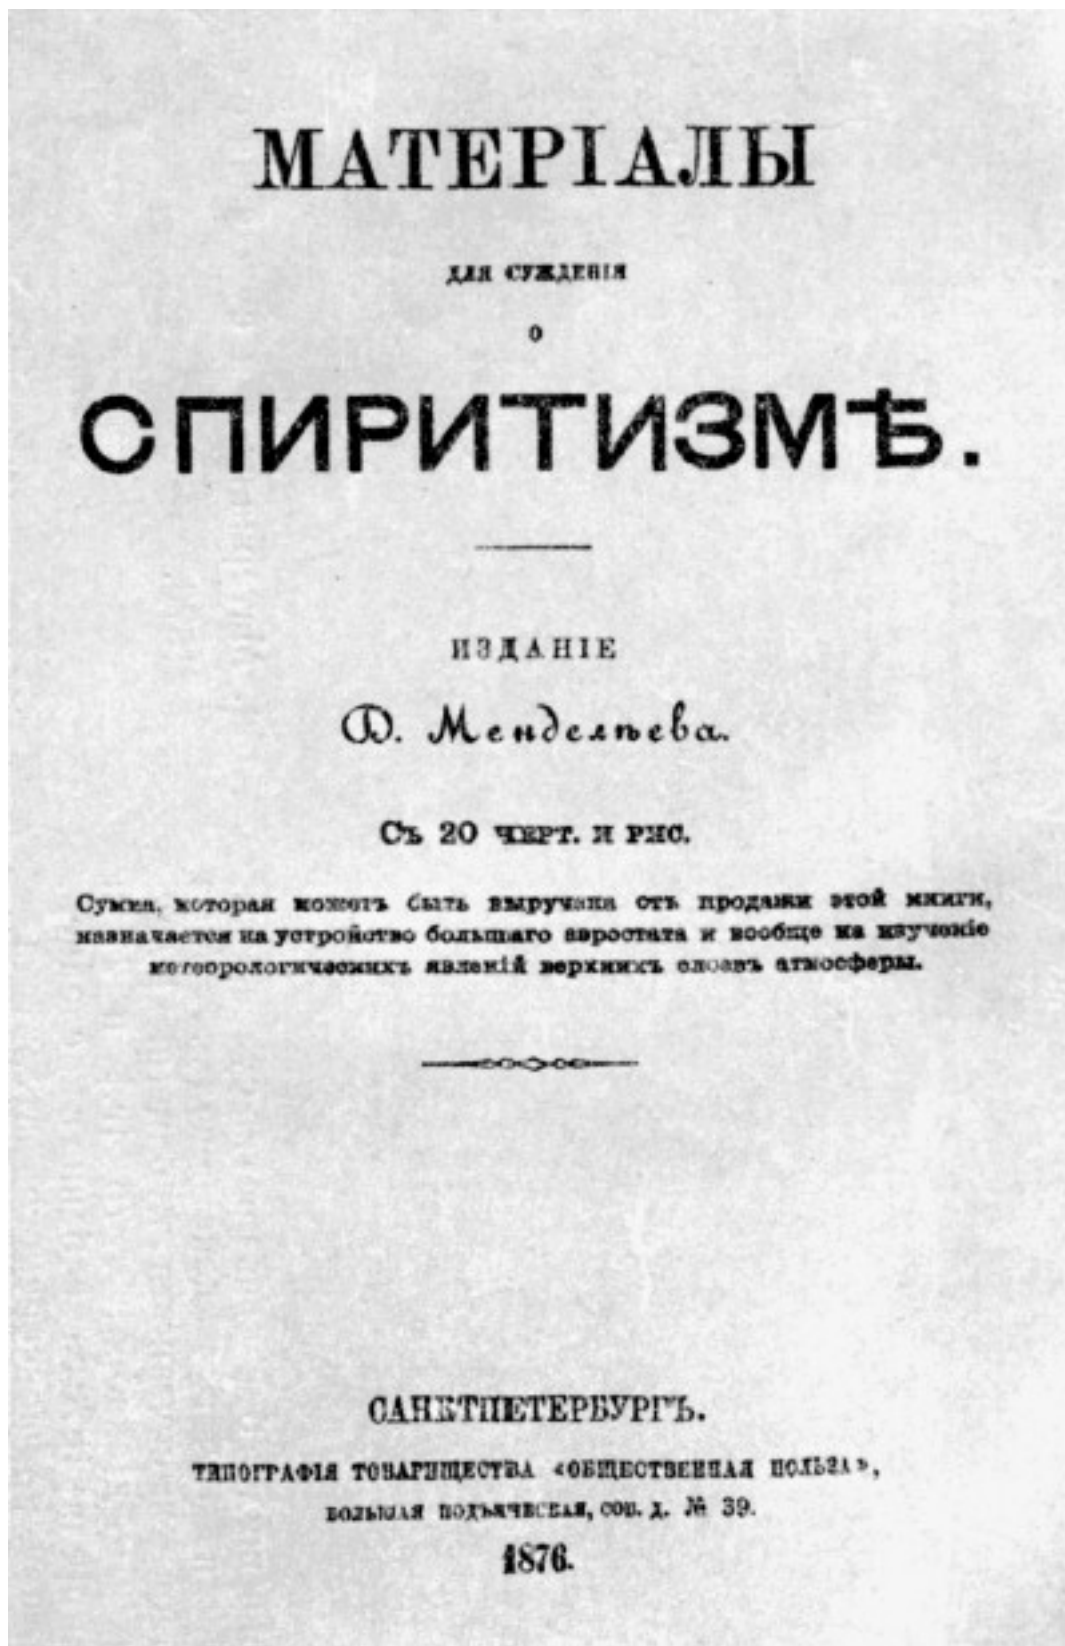 МАТЕРІАЛЫ
ДЛЯ СУЖДЕНІЯ
О
СПИРИТИЗМѢ.
ИЗДАНІЕ
Д. Менделѣева.
Съ 20 ЧЕРТ. И РИС.
Сумма, которая можетъ быть выручена отъ продажи этой книги,
назначается на устройство большаго аэростата и вообще на изученіе
метеорологическихъ явленій верхнихъ слоевъ атмосферы.
САНКТПЕТЕРБУРГЪ.
ТИПОГРАФІЯ ТОВАРИЩЕСТВА «ОБЩЕСТВЕННАЯ ПОЛЬЗА»,
БОЛЬШАЯ ПОДЪЯЧЕСКАЯ, СОБ. Д. № 39.
1876.